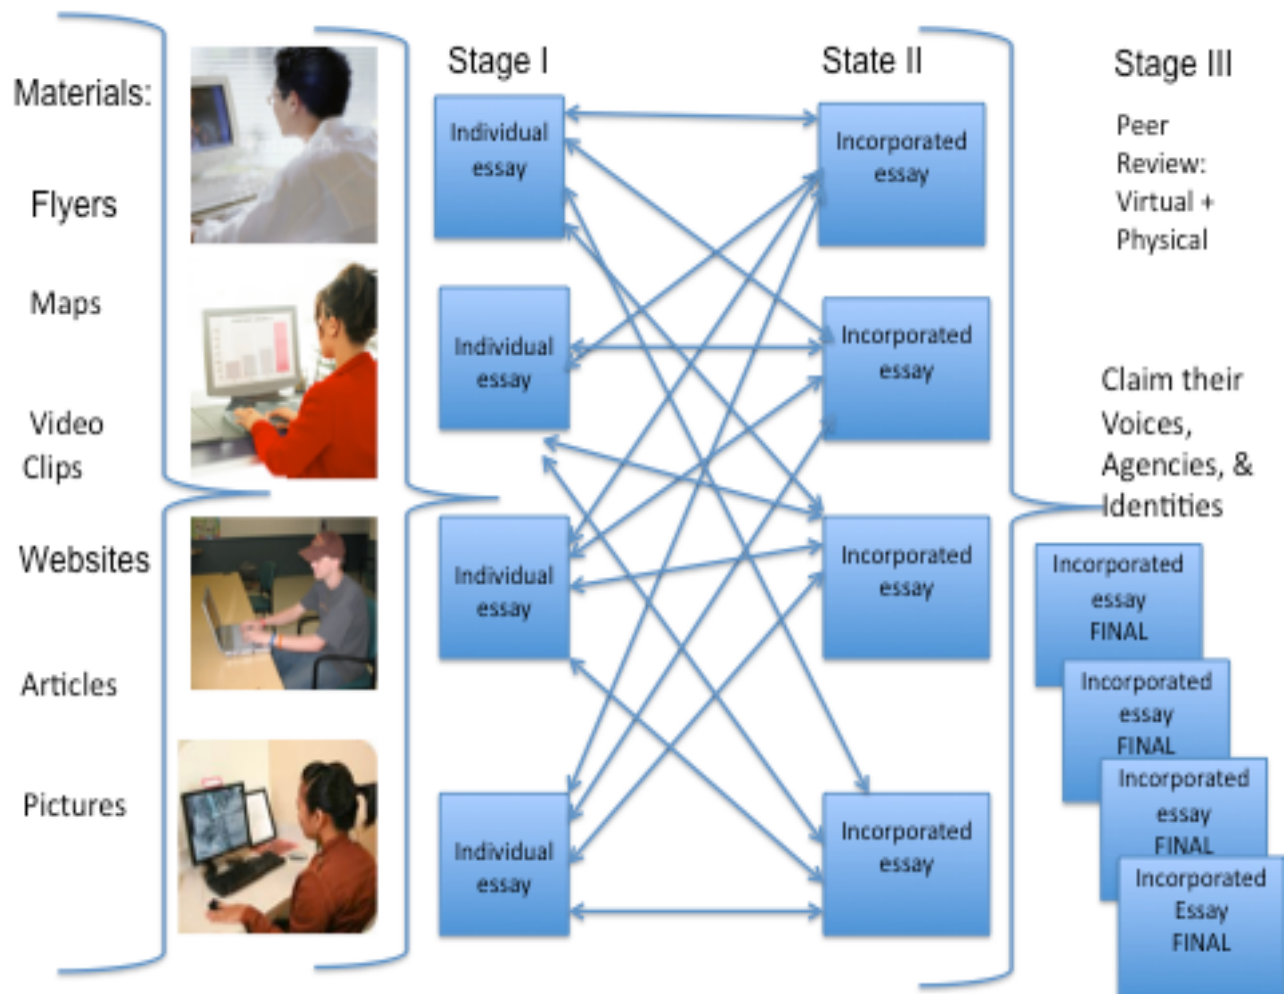 Materials:
Flyers
Maps
Video
Clips
Websites
Articles
Pictures
Stage I
Individual
essay
Individual
essay
Individual
essay
Individual
essay
State II
Incorporated
essay
Incorporated
essay
Incorporated
essay
Incorporated
essay
Stage III
Peer
Review:
Virtual +
Physical
Claim their
Voices,
Agencies, &
Identities
Incorporated
essay
FINAL
Incorporated
essay
FINAL
Incorporated
essay
FINAL
Incorporated
Essay
FINAL